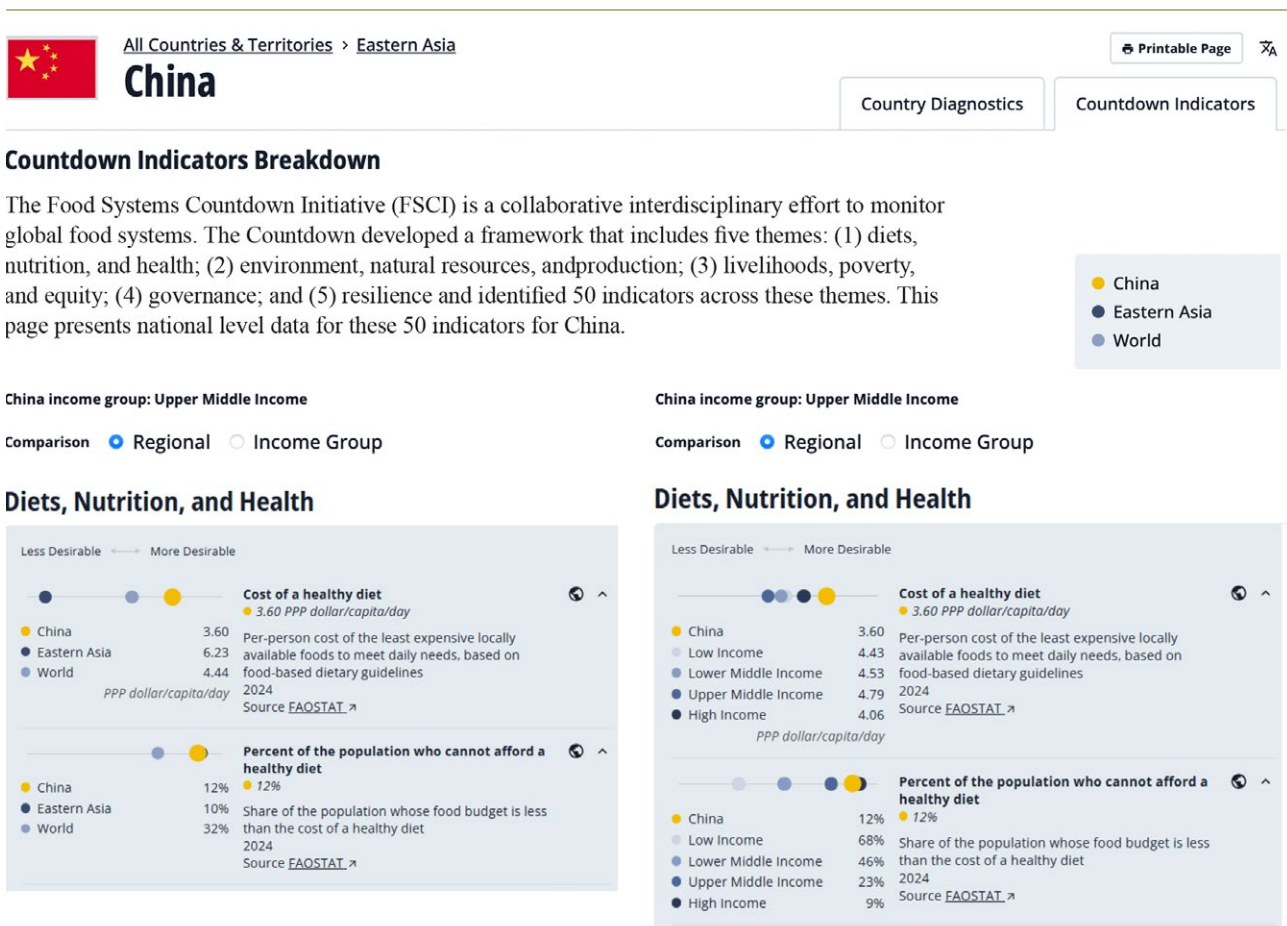 All Countries & Territories > Eastern Asia
China
Printable Page
Country Diagnostics
Countdown Indicators
Countdown Indicators Breakdown
The Food Systems Countdown Initiative (FSCI) is a collaborative interdisciplinary effort to monitor
global food systems. The Countdown developed a framework that includes five themes: (1) diets,
nutrition, and health; (2) environment, natural resources, andproduction; (3) livelihoods, poverty,
and equity; (4) governance; and (5) resilience and identified 50 indicators across these themes. This
page presents national level data for these 50 indicators for China.
China
Eastern Asia
World
China income group: Upper Middle Income
Comparison Regional Income Group
Diets, Nutrition, and Health
Less Desirable ⟷ More Desirable
Cost of a healthy diet
3.60 PPP dollar/capita/day
China 3.60
Eastern Asia 6.23
World 4.44
PPP dollar/capita/day
Per-person cost of the least expensive locally
available foods to meet daily needs, based on
food-based dietary guidelines
2024
Source FAOSTAT ↗
Percent of the population who cannot afford a
healthy diet
12%
China 12%
Eastern Asia 10%
World 32%
Share of the population whose food budget is less
than the cost of a healthy diet
2024
Source FAOSTAT ↗
China income group: Upper Middle Income
Comparison Regional Income Group
Diets, Nutrition, and Health
Less Desirable ⟷ More Desirable
Cost of a healthy diet
3.60 PPP dollar/capita/day
China 3.60
Low Income 4.43
Lower Middle Income 4.53
Upper Middle Income 4.79
High Income 4.06
PPP dollar/capita/day
Per-person cost of the least expensive locally
available foods to meet daily needs, based on
food-based dietary guidelines
2024
Source FAOSTAT ↗
Percent of the population who cannot afford a
healthy diet
12%
China 12%
Low Income 68%
Lower Middle Income 46%
Upper Middle Income 23%
High Income 9%
Share of the population whose food budget is less
than the cost of a healthy diet
2024
Source FAOSTAT ↗